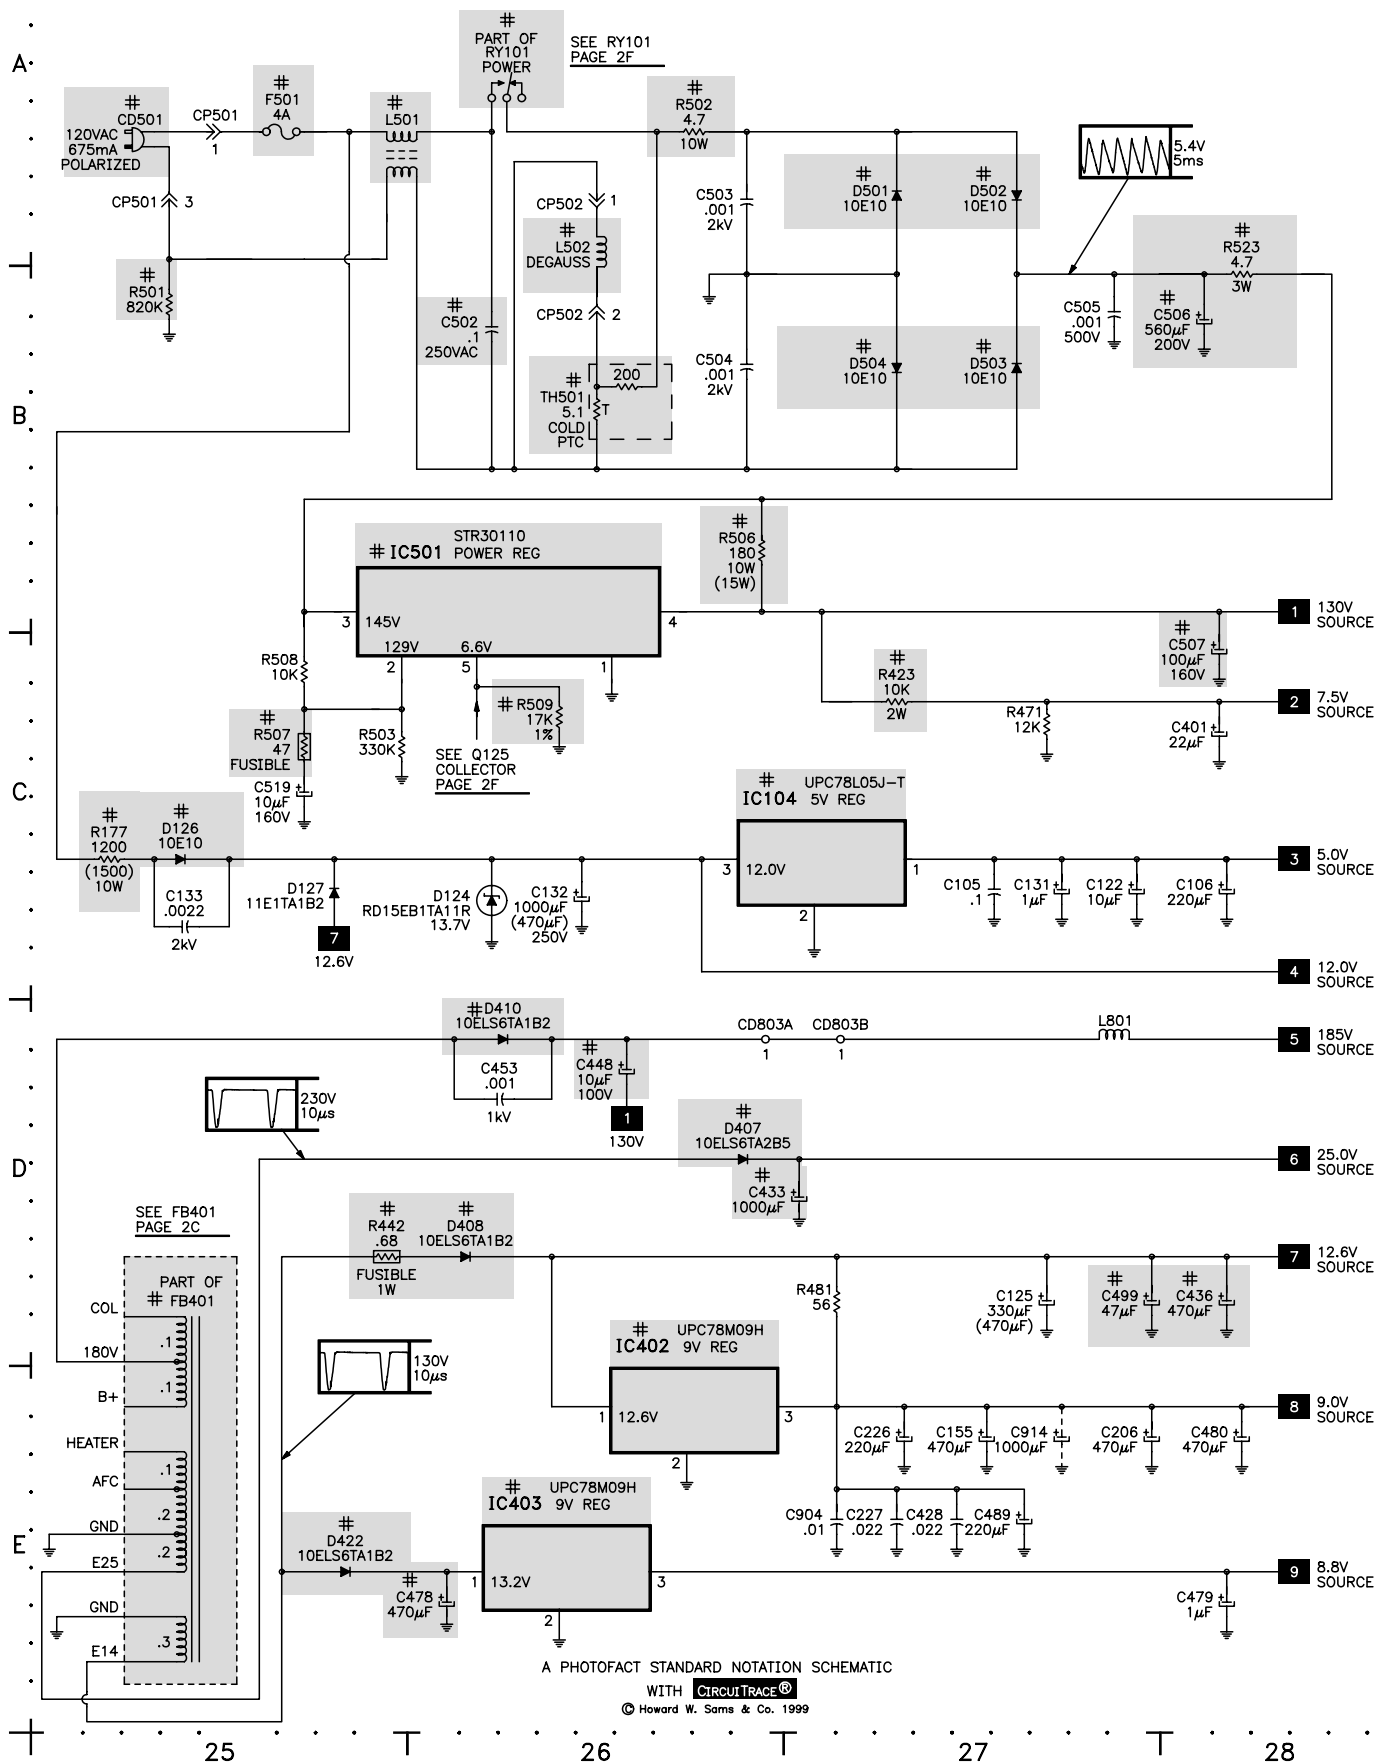 A
#
PART OF
RY101
POWER
SEE RY101
PAGE 2F
#
CD501
120VAC
675mA
POLARIZED
CP501
1
#
F501
4A
#
L501
#
R502
4.7
10W
5.4V
5ms
CP501 3
#
R501
820K
CP502 1
#
L502
DEGAUSS
CP502 2
#
C502
.1
250VAC
C503
.001
2kV
#
D501
10E10
#
D502
10E10
#
R523
4.7
3W
C505
.001
500V
#
C506
+
560µF
200V
#
TH501
5.1
COLD
PTC
200
T
C504
.001
2kV
#
D504
10E10
#
D503
10E10
B
STR30110
# IC501 POWER REG
3 145V
129V
2
6.6V
5
1
4
#
R506
180
10W
(15W)
1 130V
SOURCE
#
C507
+
100µF
160V
R508
10K
#
R507
47
FUSIBLE
R503
330K
# R509
17K
1%
SEE Q125
COLLECTOR
PAGE 2F
#
R423
10K
2W
R471
12K
2 7.5V
SOURCE
C401
+
22µF
C
C519
+
10µF
160V
#
R177
1200
(1500)
10W
#
D126
10E10
C133
.0022
2kV
D127
11E1TA1B2
7
12.6V
D124
RD15EB1TA11R
13.7V
C132
+
1000µF
(470µF)
250V
# UPC78L05J-T
IC104 5V REG
3 12.0V
1
2
C105
.1
C131
+
1µF
C122
+
10µF
C106
+
220µF
3 5.0V
SOURCE
4 12.0V
SOURCE
#D410
10ELS6TA1B2
C453
.001
1kV
#
C448
+
10µF
100V
1
130V
CD803A
1
CD803B
1
L801
5 185V
SOURCE
230V
10µs
D
#
D407
10ELS6TA2B5
#
C433
+
1000µF
6 25.0V
SOURCE
SEE FB401
PAGE 2C
#
R442
.68
FUSIBLE
1W
#
D408
10ELS6TA1B2
7 12.6V
SOURCE
R481
56
C125
+
330µF
(470µF)
#
C499
+
47µF
#
C436
+
470µF
PART OF
# FB401
COL
180V
B+
HEATER
AFC
GND
E25
GND
E14
.1
.1
.1
.2
.2
.3
130V
10µs
# UPC78M09H
IC402 9V REG
1 12.6V
3
2
8 9.0V
SOURCE
C226
+
220µF
C155
+
470µF
C914
+
1000µF
C206
+
470µF
C480
+
470µF
C904
.01
C227
.022
C428
.022
C489
+
220µF
E
#
D422
10ELS6TA1B2
#
C478
+
470µF
# UPC78M09H
IC403 9V REG
1 13.2V
3
2
9 8.8V
SOURCE
C479
+
1µF
A PHOTOFACT STANDARD NOTATION SCHEMATIC
WITH CIRCUITRACE®
© Howard W. Sams & Co. 1999
25 26 27 28